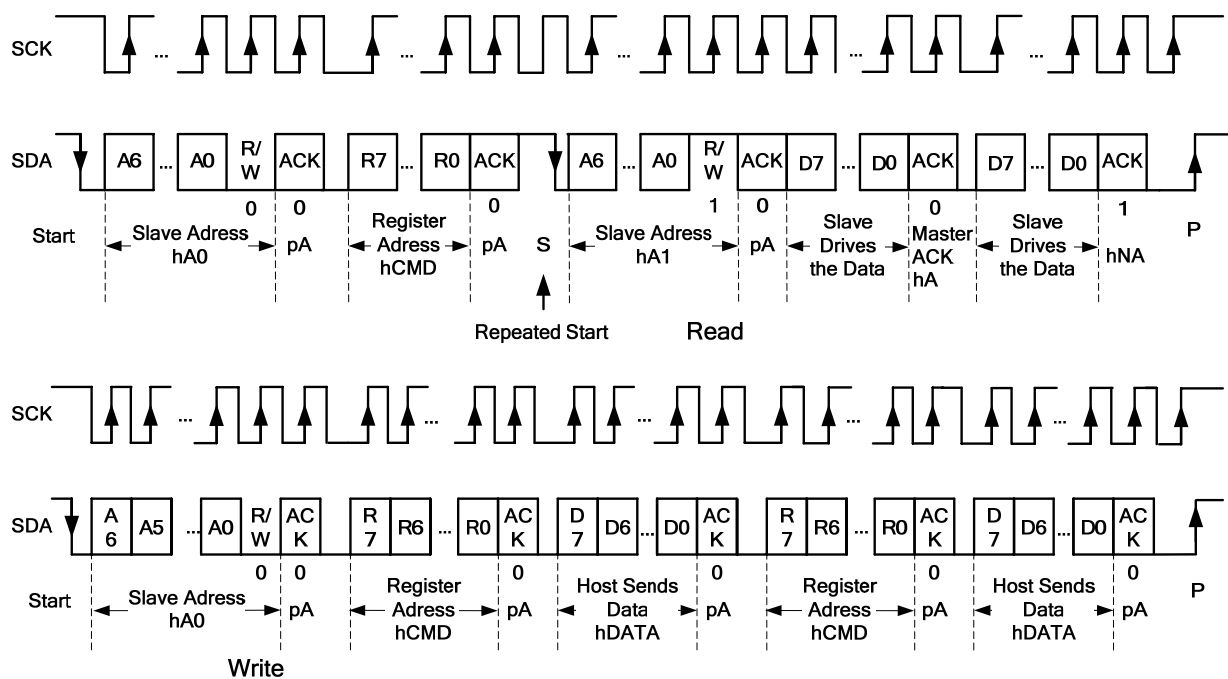 SCK
... ... ... ... ...
SDA A6 ... A0 R/ W ACK R7 ... R0 ACK A6 ... A0 R/ W ACK D7 ... D0 ACK D7 ... D0 ACK
0 0 0 1 0 0 1
Start Slave Adress hA0 pA Register Adress hCMD pA S Slave Adress hA1 pA Slave Drives the Data Master ACK hA Slave Drives the Data hNA P
Repeated Start Read
SCK
... ... ... ... ...
SDA A 6 A5 ... A0 R/ W AC K R 7 R6 ... R0 AC K D 7 D6 ... D0 AC K R 7 R6 ... R0 AC K D 7 D6 ... D0 AC K
0 0 0 0 0 0
Start Slave Adress hA0 pA Register Adress hCMD pA Host Sends Data hDATA pA Register Adress hCMD pA Host Sends Data hDATA pA P
Write